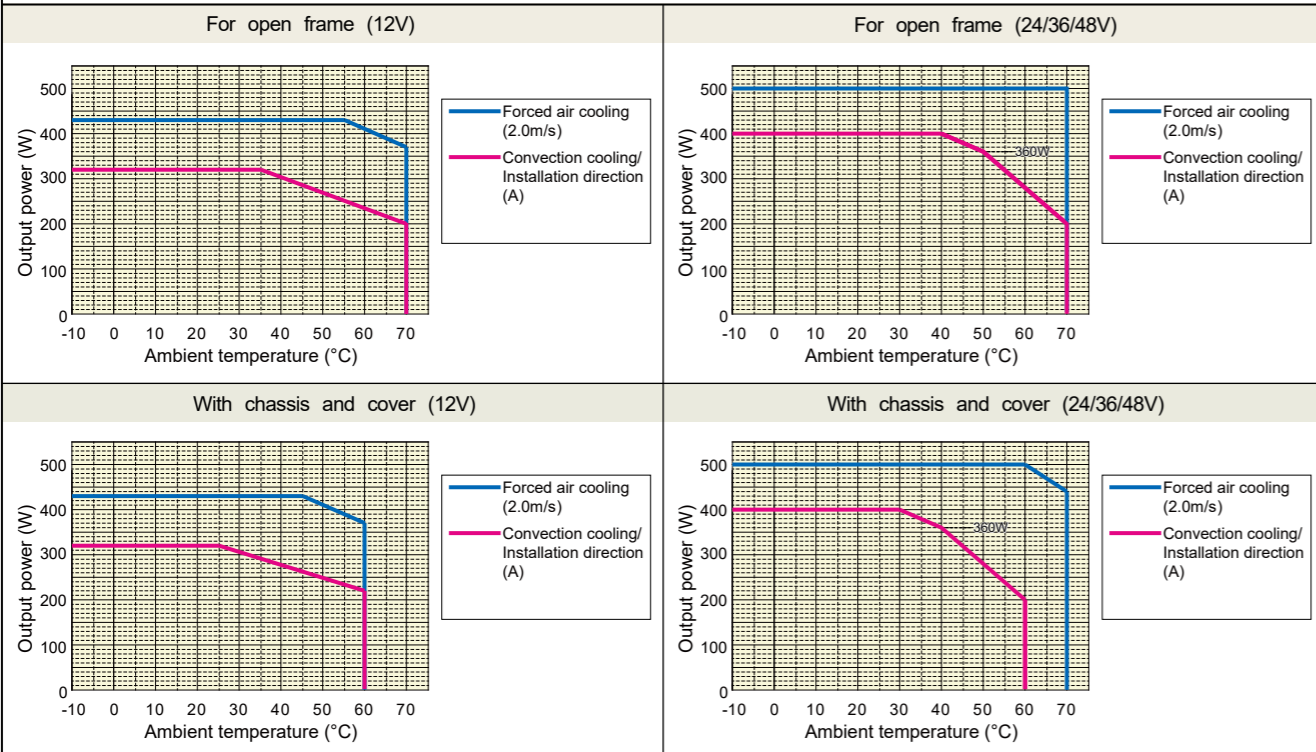 For open frame (12V)
500
400
300
200
100
0
-10 0 10 20 30 40 50 60 70
Output power (W)
Ambient temperature (°C)
Forced air cooling
(2.0m/s)
Convection cooling/
Installation direction
(A)
For open frame (24/36/48V)
500
400
300
200
100
0
-10 0 10 20 30 40 50 60 70
Output power (W)
Ambient temperature (°C)
360W
Forced air cooling
(2.0m/s)
Convection cooling/
Installation direction
(A)
With chassis and cover (12V)
500
400
300
200
100
0
-10 0 10 20 30 40 50 60 70
Output power (W)
Ambient temperature (°C)
Forced air cooling
(2.0m/s)
Convection cooling/
Installation direction
(A)
With chassis and cover (24/36/48V)
500
400
300
200
100
0
-10 0 10 20 30 40 50 60 70
Output power (W)
Ambient temperature (°C)
360W
Forced air cooling
(2.0m/s)
Convection cooling/
Installation direction
(A)